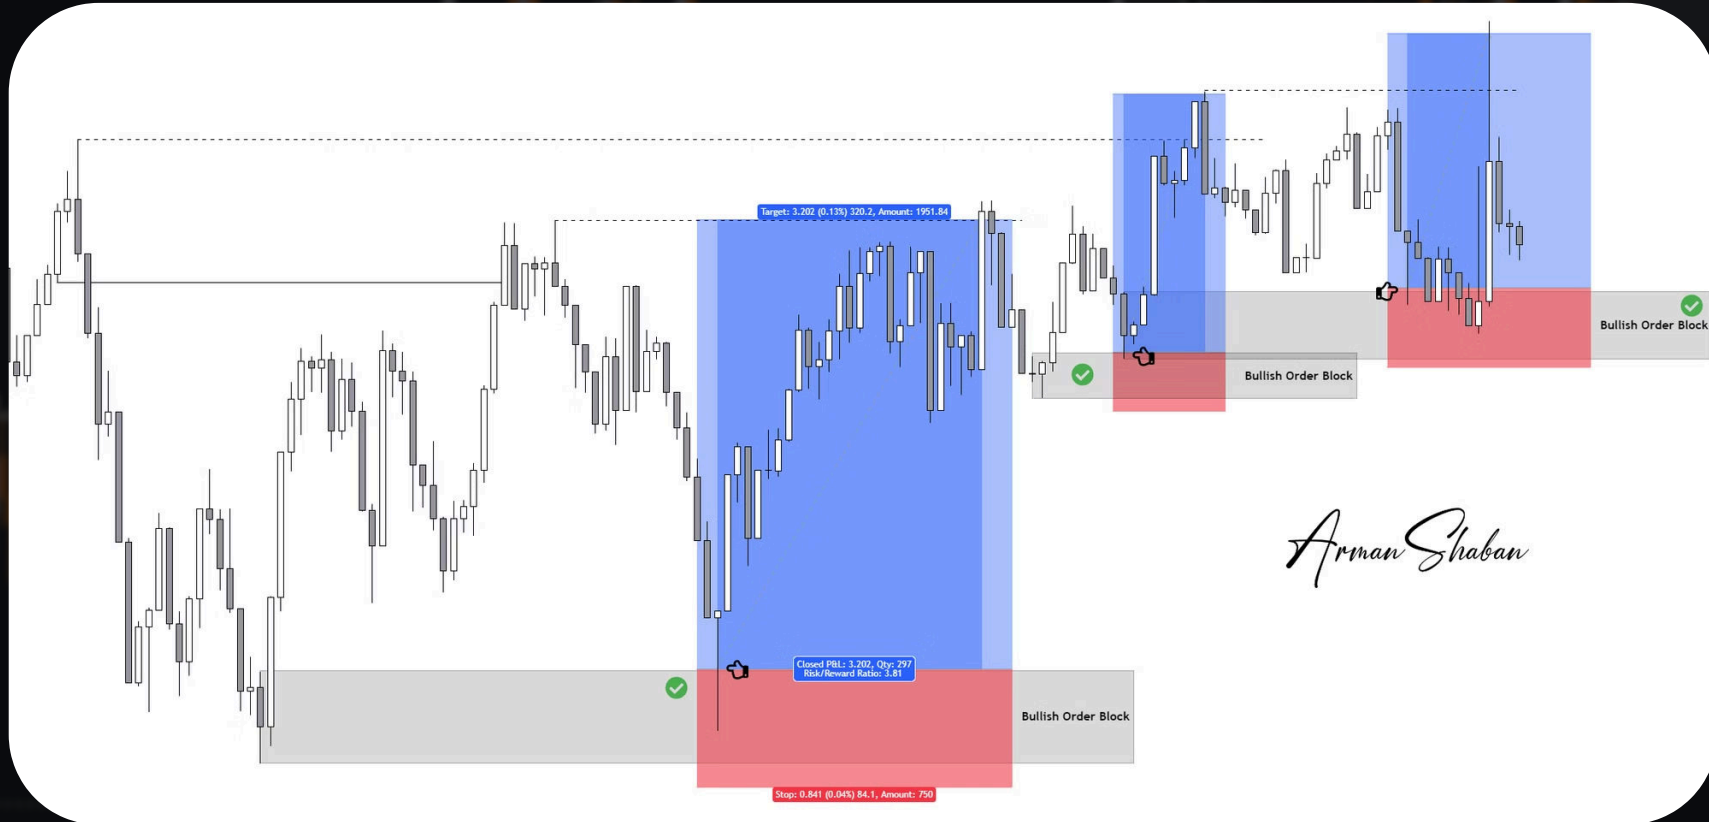 Target: 3.202 (0.13%) 320.2, Amount: 1951.84
Bullish Order Block
Bullish Order Block
Arman Shaban
Closed P&L: 3.202, Qty: 297
Risk/Reward Ratio: 3.81
Bullish Order Block
Stop: 0.841 (0.04%) 84.1, Amount: 750